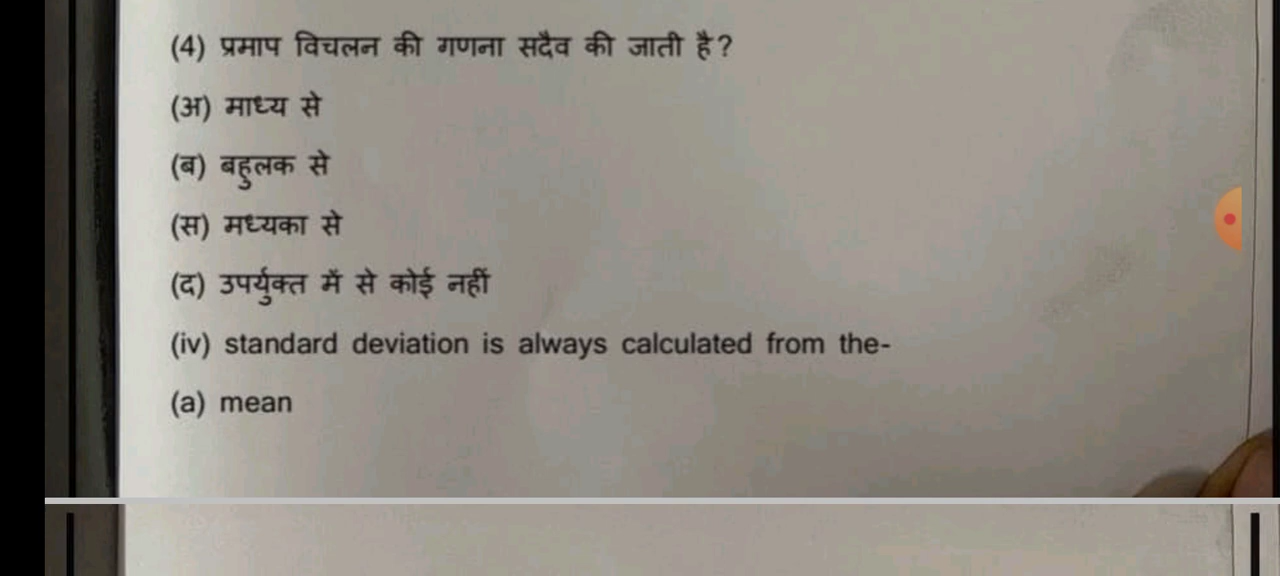 (4) प्रमाप विचलन की गणना सदैव की जाती है?
(अ) माध्य से
(ब) बहुलक से
(स) मध्यका से
(द) उपर्युक्त में से कोई नहीं
(iv) standard deviation is always calculated from the-
(a) mean